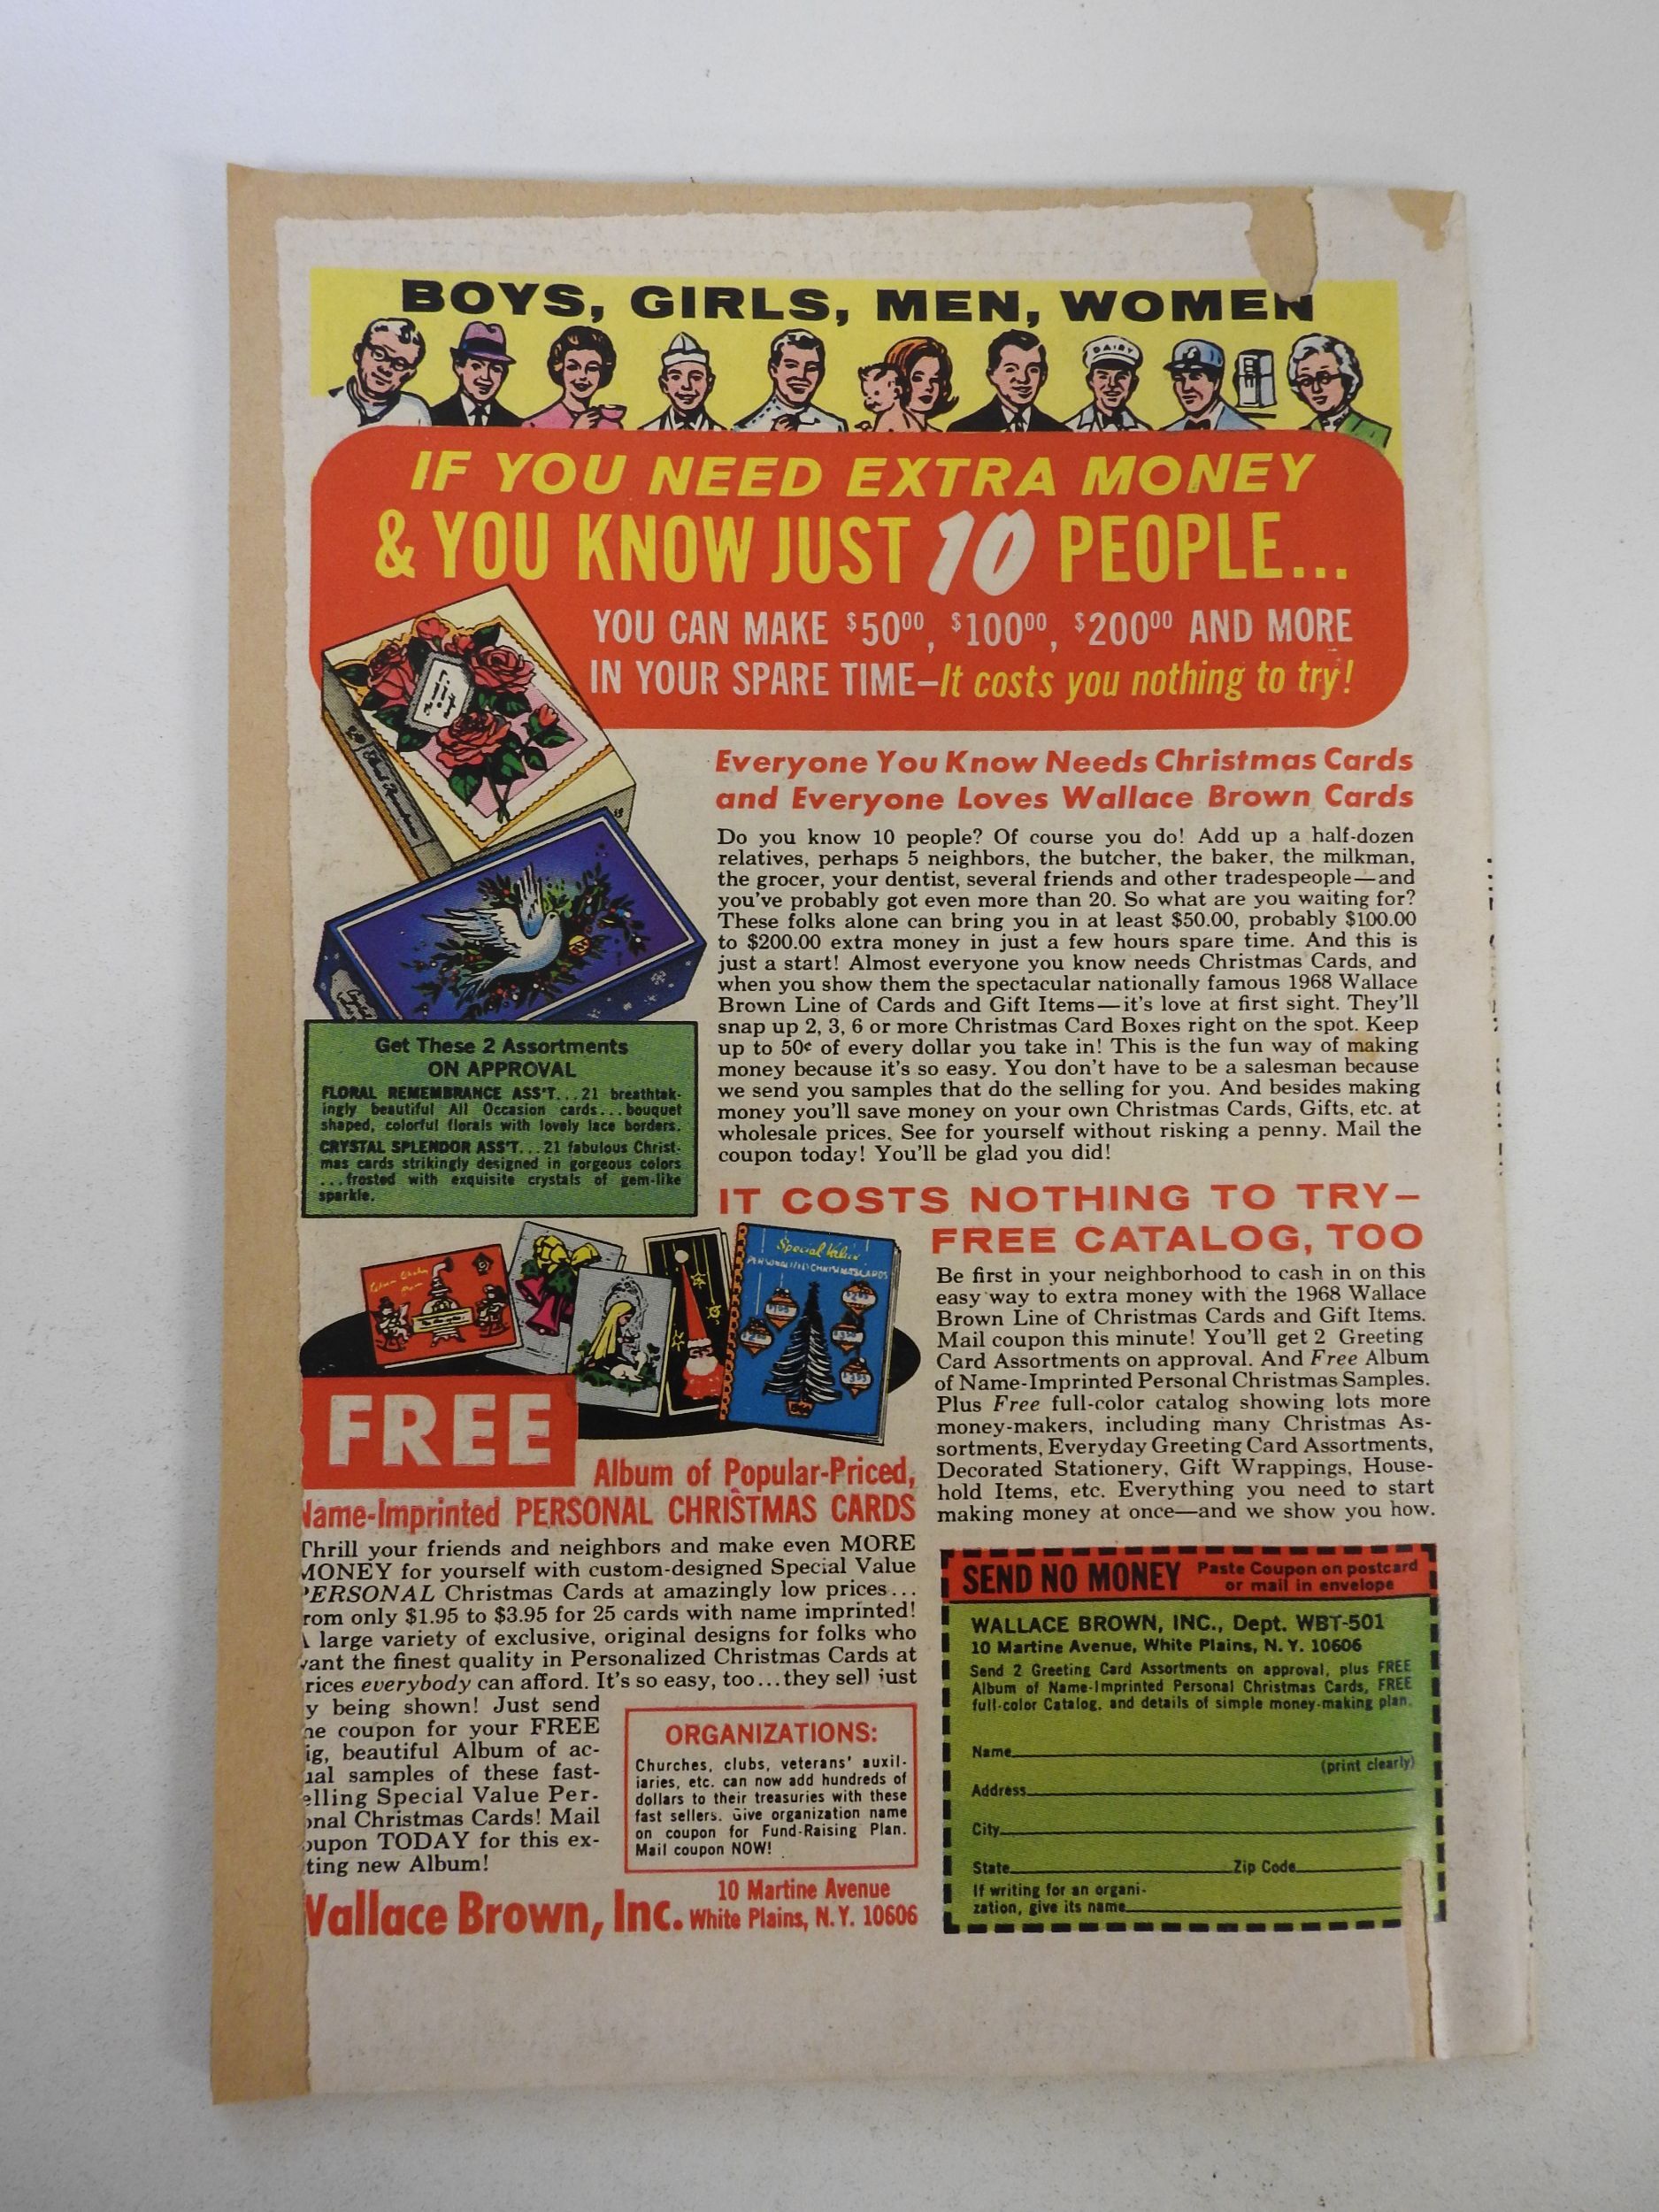 BOYS, GIRLS, MEN, WOMEN
DAIRY
IF YOU NEED EXTRA MONEY
& YOU KNOW JUST 10 PEOPLE...
YOU CAN MAKE $50⁰⁰, $100⁰⁰, $200⁰⁰ AND MORE
IN YOUR SPARE TIME–It costs you nothing to try!
Everyone You Know Needs Christmas Cards
and Everyone Loves Wallace Brown Cards
Do you know 10 people? Of course you do! Add up a half-dozen
relatives, perhaps 5 neighbors, the butcher, the baker, the milkman,
the grocer, your dentist, several friends and other tradespeople—and
you've probably got even more than 20. So what are you waiting for?
These folks alone can bring you in at least $50.00, probably $100.00
to $200.00 extra money in just a few hours spare time. And this is
just a start! Almost everyone you know needs Christmas Cards, and
when you show them the spectacular nationally famous 1968 Wallace
Brown Line of Cards and Gift Items—it's love at first sight. They'll
snap up 2, 3, 6 or more Christmas Card Boxes right on the spot. Keep
up to 50¢ of every dollar you take in! This is the fun way of making
money because it's so easy. You don't have to be a salesman because
we send you samples that do the selling for you. And besides making
money you'll save money on your own Christmas Cards, Gifts, etc. at
wholesale prices. See for yourself without risking a penny. Mail the
coupon today! You'll be glad you did!
Get These 2 Assortments
ON APPROVAL
FLORAL REMEMBRANCE ASS'T...21 breathtak-
ingly beautiful All Occasion cards...bouquet
shaped, colorful florals with lovely lace borders.
CRYSTAL SPLENDOR ASS'T...21 fabulous Christ-
mas cards strikingly designed in gorgeous colors
...frosted with exquisite crystals of gem-like
sparkle.
IT COSTS NOTHING TO TRY–
FREE CATALOG, TOO
Be first in your neighborhood to cash in on this
easy way to extra money with the 1968 Wallace
Brown Line of Christmas Cards and Gift Items.
Mail coupon this minute! You'll get 2 Greeting
Card Assortments on approval. And Free Album
of Name-Imprinted Personal Christmas Samples.
Plus Free full-color catalog showing lots more
money-makers, including many Christmas As-
sortments, Everyday Greeting Card Assortments,
Decorated Stationery, Gift Wrappings, House-
hold Items, etc. Everything you need to start
making money at once—and we show you how.
Special Value
PERSONALIZED CHRISTMAS CARDS
FREE
Album of Popular-Priced,
Name-Imprinted PERSONAL CHRISTMAS CARDS
Thrill your friends and neighbors and make even MORE
MONEY for yourself with custom-designed Special Value
PERSONAL Christmas Cards at amazingly low prices...
rom only $1.95 to $3.95 for 25 cards with name imprinted!
A large variety of exclusive, original designs for folks who
want the finest quality in Personalized Christmas Cards at
rices everybody can afford. It's so easy, too...they sell just
y being shown! Just send
he coupon for your FREE
ig, beautiful Album of ac-
ual samples of these fast-
elling Special Value Per-
onal Christmas Cards! Mail
oupon TODAY for this ex-
ting new Album!
ORGANIZATIONS:
Churches, clubs, veterans' auxil-
iaries, etc. can now add hundreds of
dollars to their treasuries with these
fast sellers. Give organization name
on coupon for Fund-Raising Plan.
Mail coupon NOW!
Wallace Brown, Inc. 10 Martine Avenue
White Plains, N.Y. 10606
SEND NO MONEY Paste Coupon on postcard
or mail in envelope
WALLACE BROWN, INC., Dept. WBT-501
10 Martine Avenue, White Plains, N.Y. 10606
Send 2 Greeting Card Assortments on approval, plus FREE
Album of Name-Imprinted Personal Christmas Cards, FREE
full-color Catalog, and details of simple money-making plan.
Name
(print clearly)
Address
City
State Zip Code
If writing for an organi-
zation, give its name